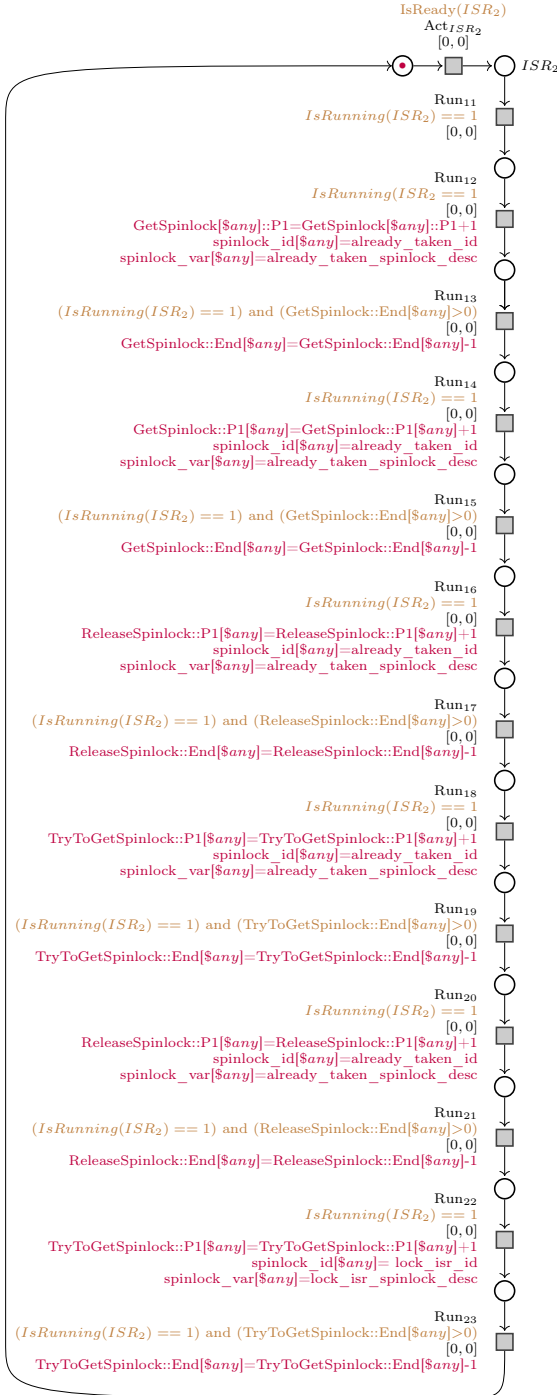 IsReady(ISR₂)
Act_ISR₂
[0, 0]
ISR₂
Run₁₁
IsRunning(ISR₂) == 1
[0, 0]
Run₁₂
IsRunning(ISR₂ == 1
[0, 0]
GetSpinlock[$any]::P1=GetSpinlock[$any]::P1+1
spinlock_id[$any]=already_taken_id
spinlock_var[$any]=already_taken_spinlock_desc
Run₁₃
(IsRunning(ISR₂) == 1) and (GetSpinlock::End[$any]>0)
[0, 0]
GetSpinlock::End[$any]=GetSpinlock::End[$any]-1
Run₁₄
IsRunning(ISR₂) == 1
[0, 0]
GetSpinlock::P1[$any]=GetSpinlock::P1[$any]+1
spinlock_id[$any]=already_taken_id
spinlock_var[$any]=already_taken_spinlock_desc
Run₁₅
(IsRunning(ISR₂) == 1) and (GetSpinlock::End[$any]>0)
[0, 0]
GetSpinlock::End[$any]=GetSpinlock::End[$any]-1
Run₁₆
IsRunning(ISR₂) == 1
[0, 0]
ReleaseSpinlock::P1[$any]=ReleaseSpinlock::P1[$any]+1
spinlock_id[$any]=already_taken_id
spinlock_var[$any]=already_taken_spinlock_desc
Run₁₇
(IsRunning(ISR₂) == 1) and (ReleaseSpinlock::End[$any]>0)
[0, 0]
ReleaseSpinlock::End[$any]=ReleaseSpinlock::End[$any]-1
Run₁₈
IsRunning(ISR₂) == 1
[0, 0]
TryToGetSpinlock::P1[$any]=TryToGetSpinlock::P1[$any]+1
spinlock_id[$any]=already_taken_id
spinlock_var[$any]=already_taken_spinlock_desc
Run₁₉
(IsRunning(ISR₂) == 1) and (TryToGetSpinlock::End[$any]>0)
[0, 0]
TryToGetSpinlock::End[$any]=TryToGetSpinlock::End[$any]-1
Run₂₀
IsRunning(ISR₂) == 1
[0, 0]
ReleaseSpinlock::P1[$any]=ReleaseSpinlock::P1[$any]+1
spinlock_id[$any]=already_taken_id
spinlock_var[$any]=already_taken_spinlock_desc
Run₂₁
(IsRunning(ISR₂) == 1) and (ReleaseSpinlock::End[$any]>0)
[0, 0]
ReleaseSpinlock::End[$any]=ReleaseSpinlock::End[$any]-1
Run₂₂
IsRunning(ISR₂) == 1
[0, 0]
TryToGetSpinlock::P1[$any]=TryToGetSpinlock::P1[$any]+1
spinlock_id[$any]= lock_isr_id
spinlock_var[$any]=lock_isr_spinlock_desc
Run₂₃
(IsRunning(ISR₂) == 1) and (TryToGetSpinlock::End[$any]>0)
[0, 0]
TryToGetSpinlock::End[$any]=TryToGetSpinlock::End[$any]-1